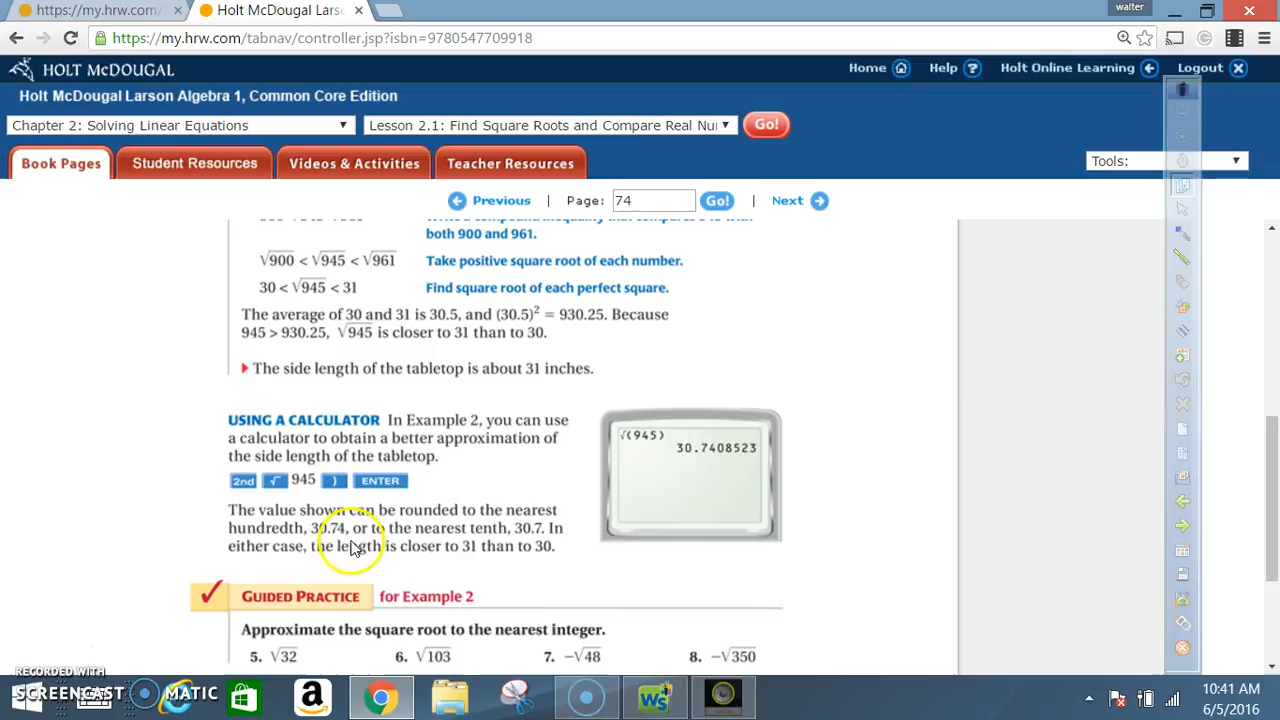 https://my.hrw.com/tabnav/
Holt McDougal Lars
walter
https://my.hrw.com/tabnav/controller.jsp?isbn=9780547709918
HOLT McDOUGAL
Home
Help ?
Holt Online Learning
Logout
Holt McDougal Larson Algebra 1, Common Core Edition
Chapter 2: Solving Linear Equations
Lesson 2.1: Find Square Roots and Compare Real Nu
Go!
Book Pages
Student Resources
Videos & Activities
Teacher Resources
Tools:
Previous | Page: 74 Go! | Next
both 900 and 961.
√900 < √945 < √961 Take positive square root of each number.
30 < √945 < 31 Find square root of each perfect square.
The average of 30 and 31 is 30.5, and (30.5)² = 930.25. Because
945 > 930.25, √945 is closer to 31 than to 30.
The side length of the tabletop is about 31 inches.
USING A CALCULATOR In Example 2, you can use
a calculator to obtain a better approximation of
the side length of the tabletop.
2nd √ 945 ) ENTER
√(945)
30.7408523
The value shown can be rounded to the nearest
hundredth, 30.74, or to the nearest tenth, 30.7. In
either case, the length is closer to 31 than to 30.
GUIDED PRACTICE for Example 2
Approximate the square root to the nearest integer.
5. √32 6. √103 7. −√48 8. −√350
RECORDED WITH
SCREENCAST MATIC
WS
10:41 AM
6/5/2016